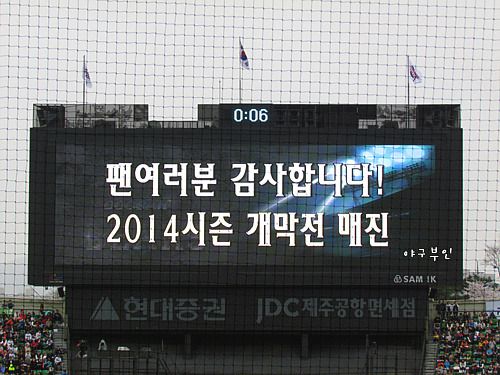 0:06
팬여러분 감사합니다!
2014시즌 개막전 매진
야구부인
SAM IK
현대증권 JDC제주공항면세점